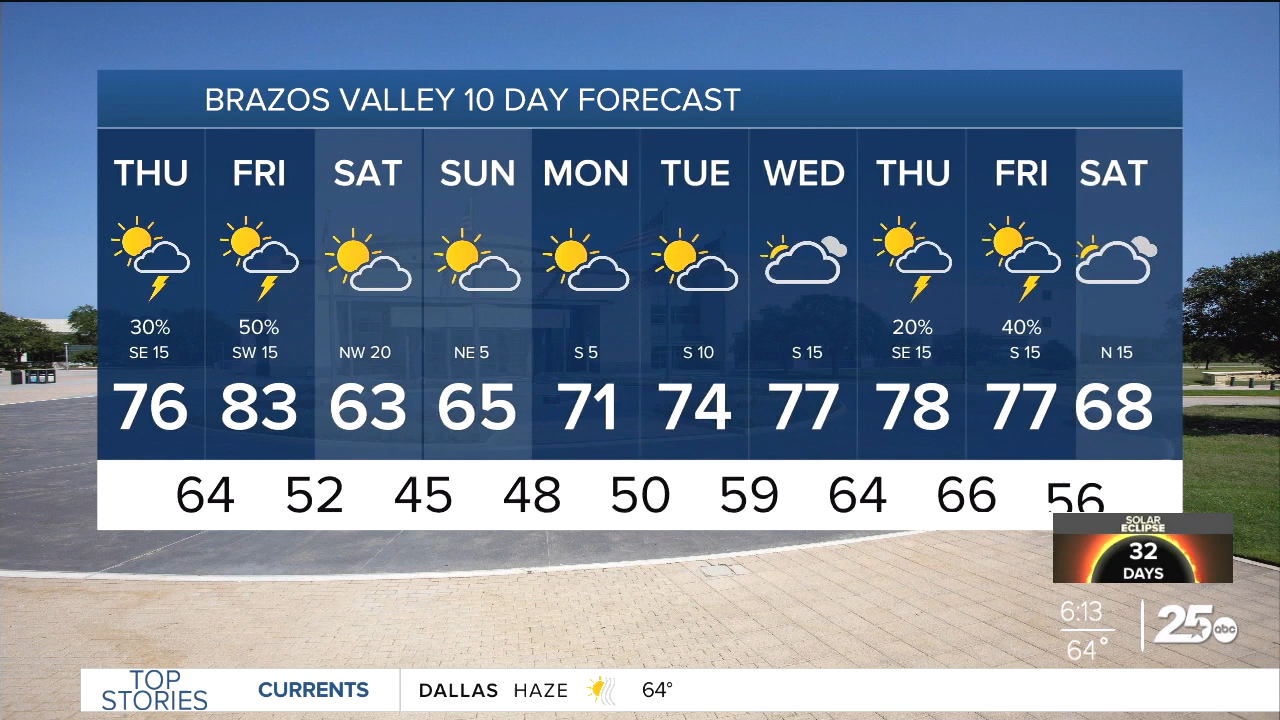 BRAZOS VALLEY 10 DAY FORECAST
THU FRI SAT SUN MON TUE WED THU FRI SAT
30% 50% 20% 40%
SE 15 SW 15 NW 20 NE 5 S 5 S 10 S 15 SE 15 S 15 N 15
76 83 63 65 71 74 77 78 77 68
64 52 45 48 50 59 64 66 56
SOLAR
ECLIPSE
32
DAYS
6:13
64°
25 abc
TOP
STORIES
CURRENTS DALLAS HAZE 64°